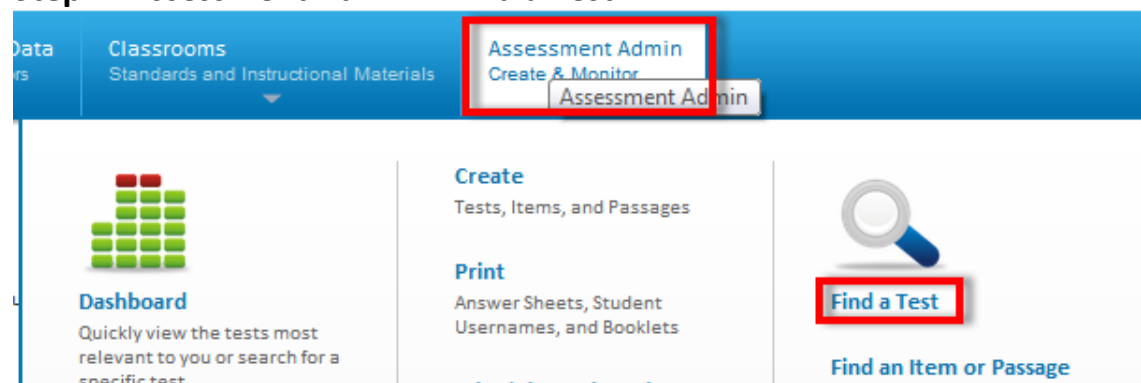 Data
Classrooms
Standards and Instructional Materials
Assessment Admin
Create & Monitor
Assessment Admin
Dashboard
Quickly view the tests most
relevant to you or search for a
specific test
Create
Tests, Items, and Passages
Print
Answer Sheets, Student
Usernames, and Booklets
Find a Test
Find an Item or Passage